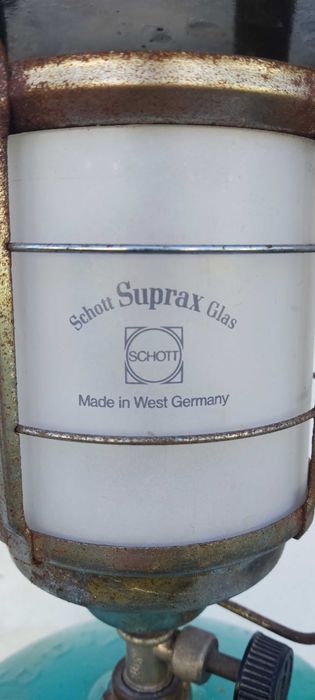 Schott Suprax Glas
SCHOTT
Made in West Germany